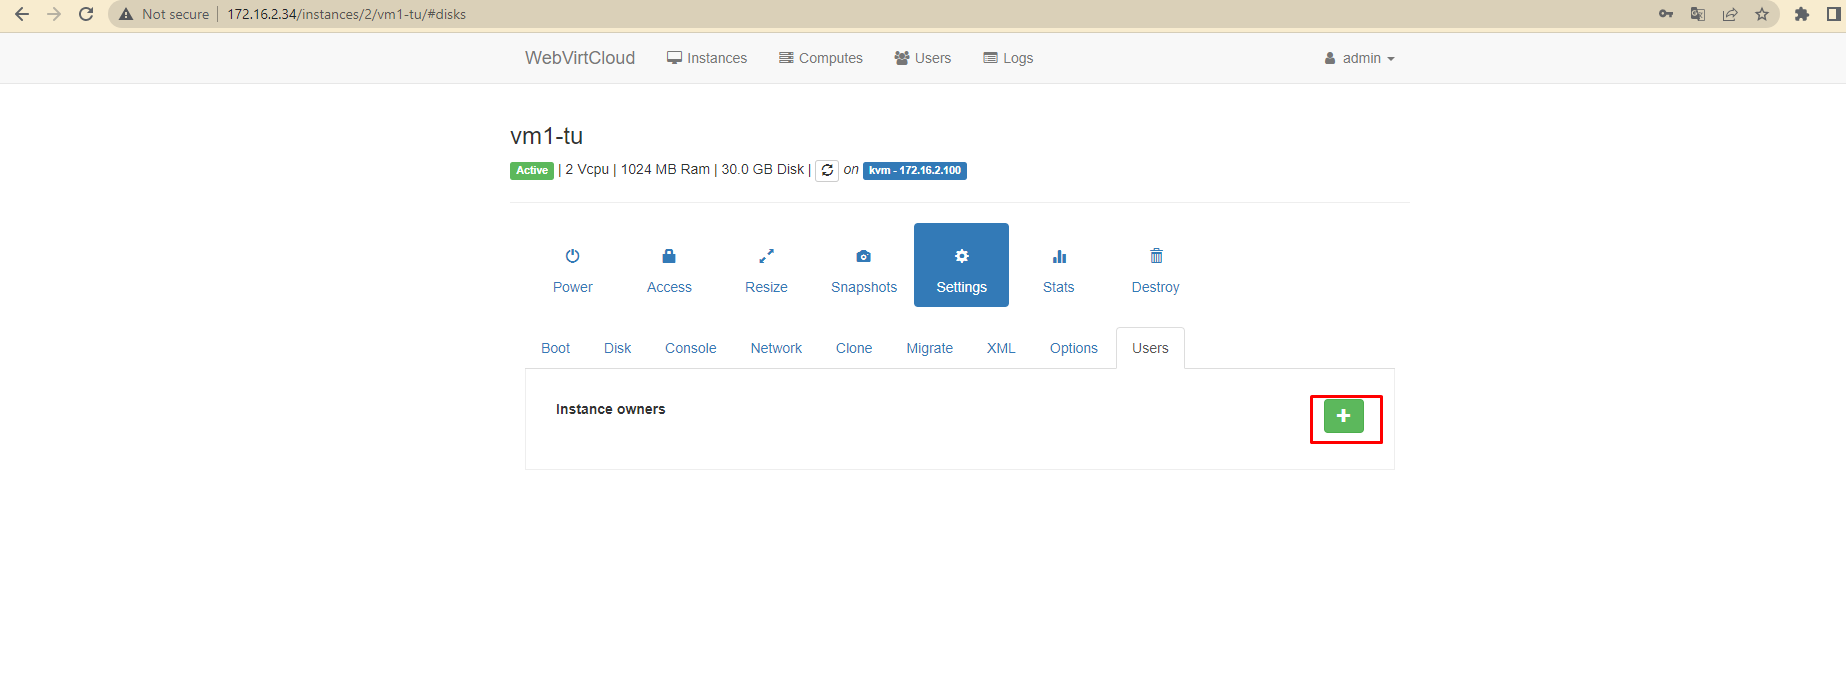 Not secure | 172.16.2.34/instances/2/vm1-tu/#disks
WebVirtCloud Instances Computes Users Logs admin
vm1-tu
Active | 2 Vcpu | 1024 MB Ram | 30.0 GB Disk | on kvm - 172.16.2.100
Power Access Resize Snapshots Settings Stats Destroy
Boot Disk Console Network Clone Migrate XML Options Users
Instance owners